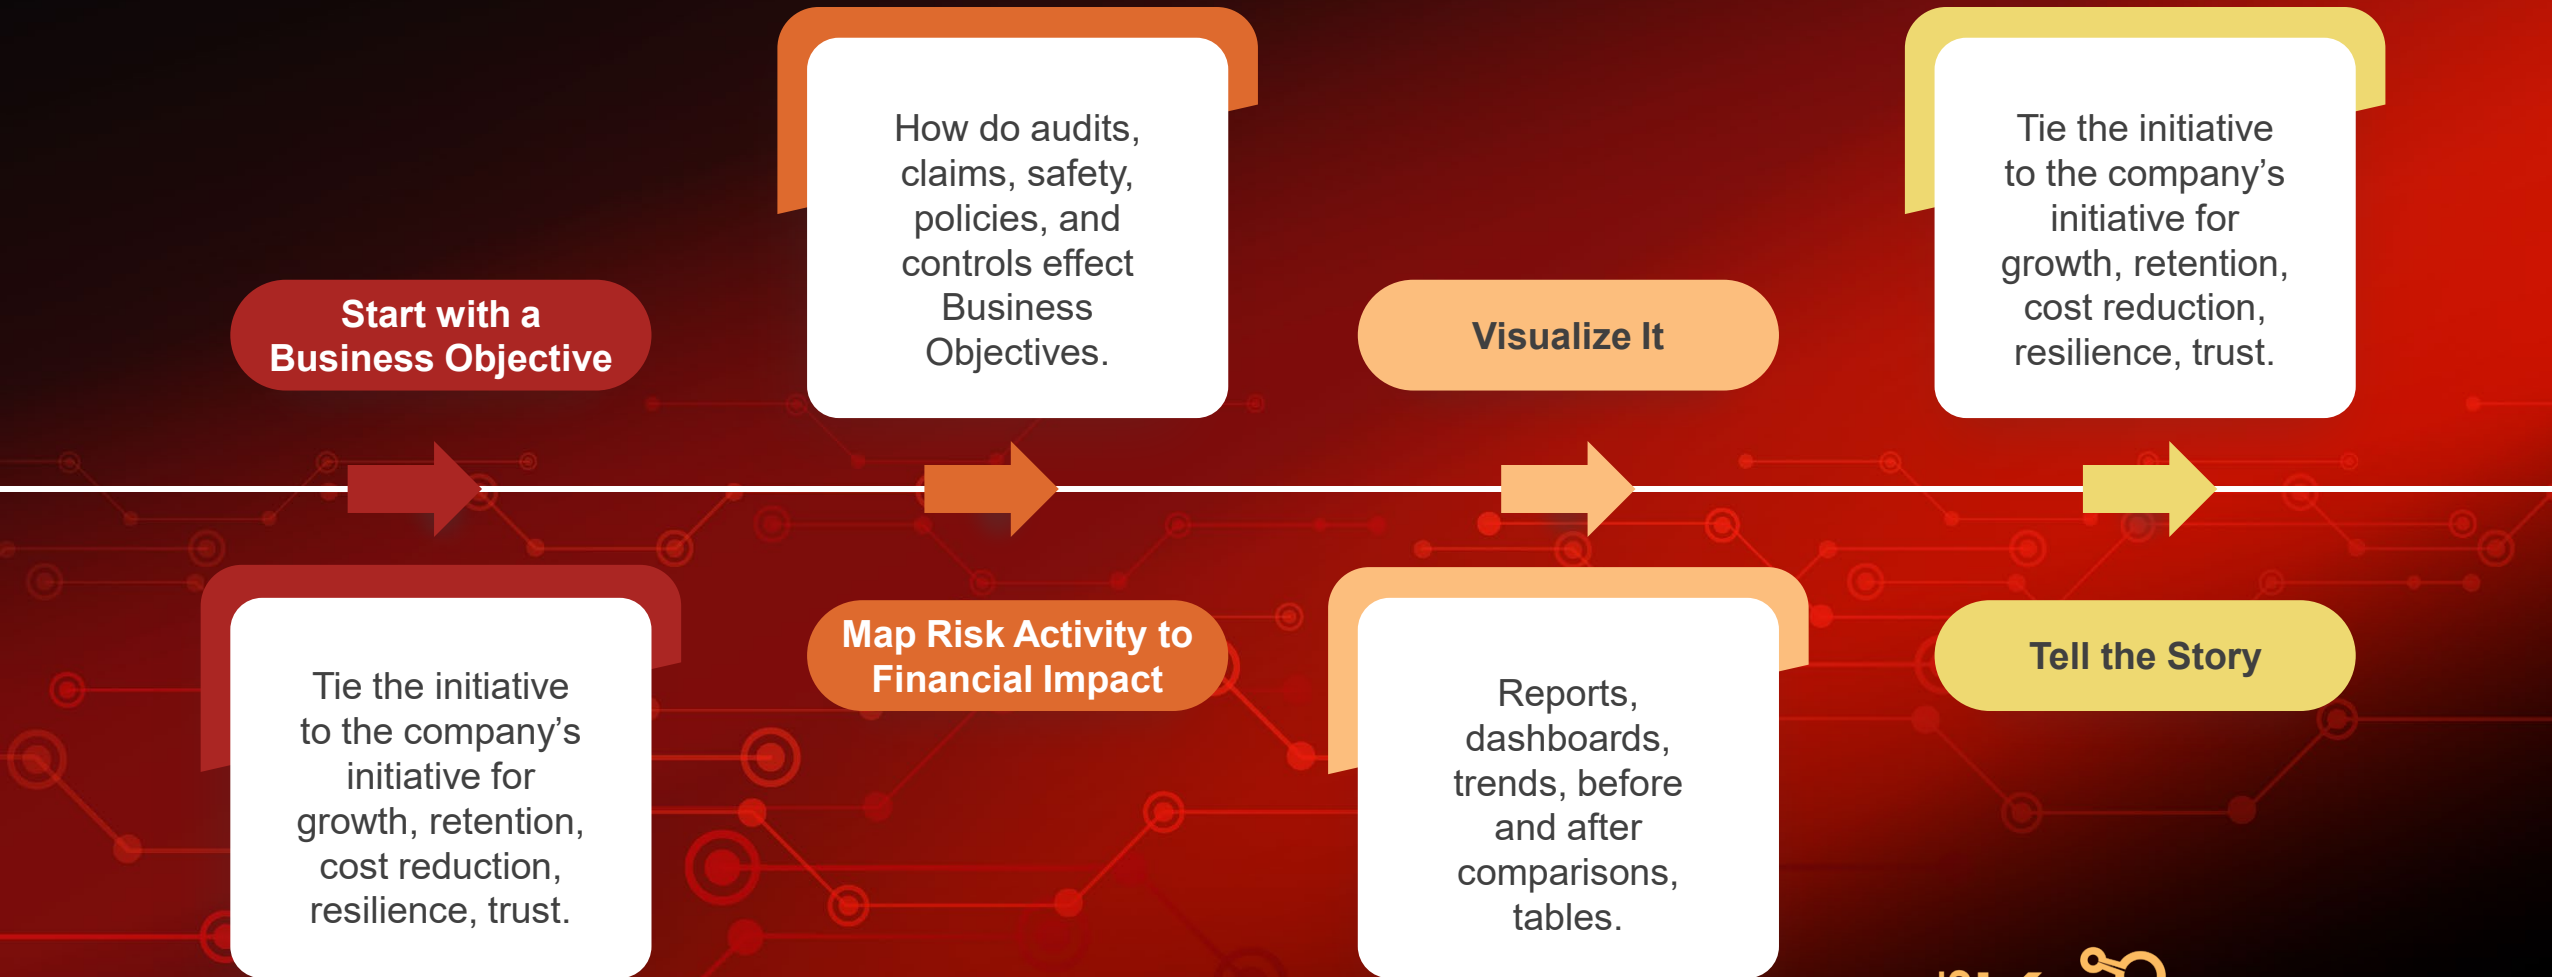 Start with a
Business Objective
Tie the initiative
to the company’s
initiative for
growth, retention,
cost reduction,
resilience, trust.
How do audits,
claims, safety,
policies, and
controls effect
Business
Objectives.
Map Risk Activity to
Financial Impact
Visualize It
Reports,
dashboards,
trends, before
and after
comparisons,
tables.
Tie the initiative
to the company’s
initiative for
growth, retention,
cost reduction,
resilience, trust.
Tell the Story